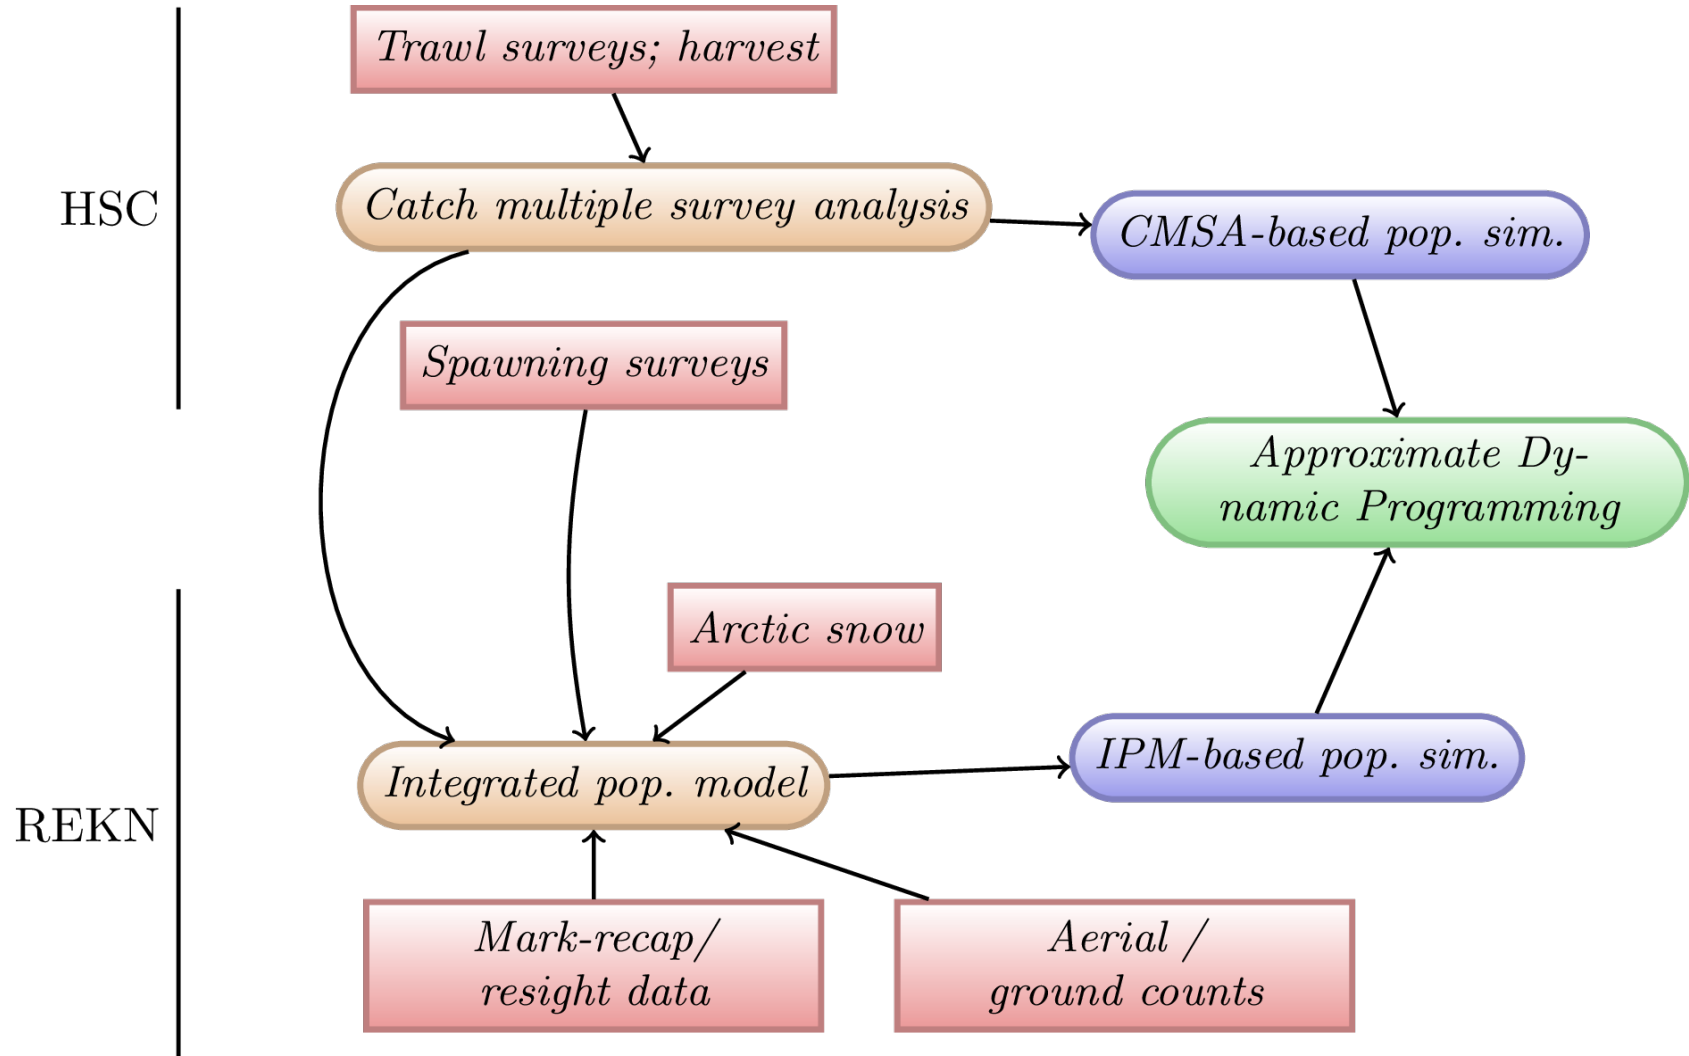 Trawl surveys; harvest
HSC
Catch multiple survey analysis
CMSA-based pop. sim.
Spawning surveys
Approximate Dy-
namic Programming
Arctic snow
REKN
Integrated pop. model
IPM-based pop. sim.
Mark-recap/
resight data
Aerial /
ground counts